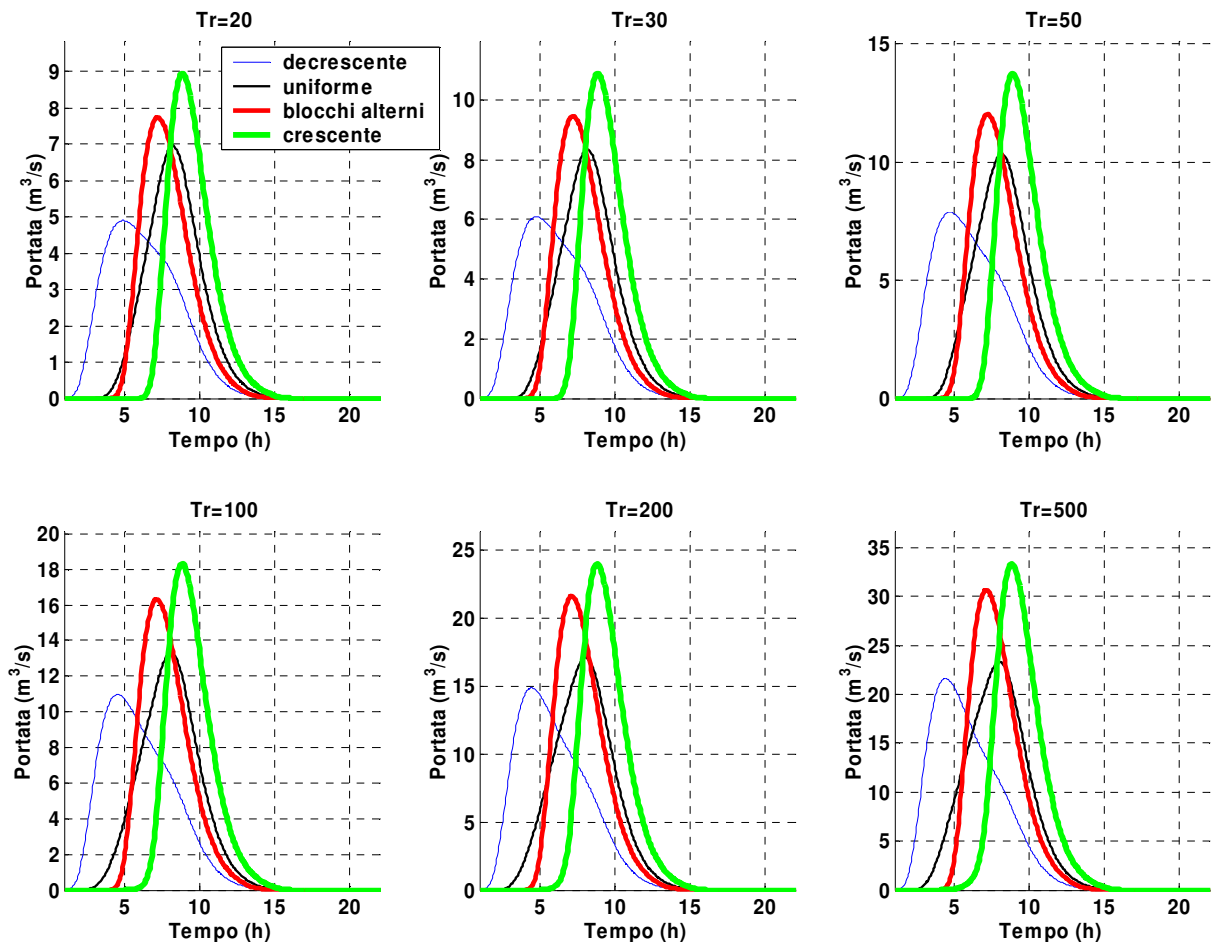 Tr=20
9
8
7
6
5
4
3
2
1
0
Portata (m³/s)
5 10 15 20
Tempo (h)
decrescente
uniforme
blocchi alterni
crescente
Tr=30
10
8
6
4
2
0
Portata (m³/s)
5 10 15 20
Tempo (h)
Tr=50
15
10
5
0
Portata (m³/s)
5 10 15 20
Tempo (h)
Tr=100
20
18
16
14
12
10
8
6
4
2
0
Portata (m³/s)
5 10 15 20
Tempo (h)
Tr=200
25
20
15
10
5
0
Portata (m³/s)
5 10 15 20
Tempo (h)
Tr=500
35
30
25
20
15
10
5
0
Portata (m³/s)
5 10 15 20
Tempo (h)